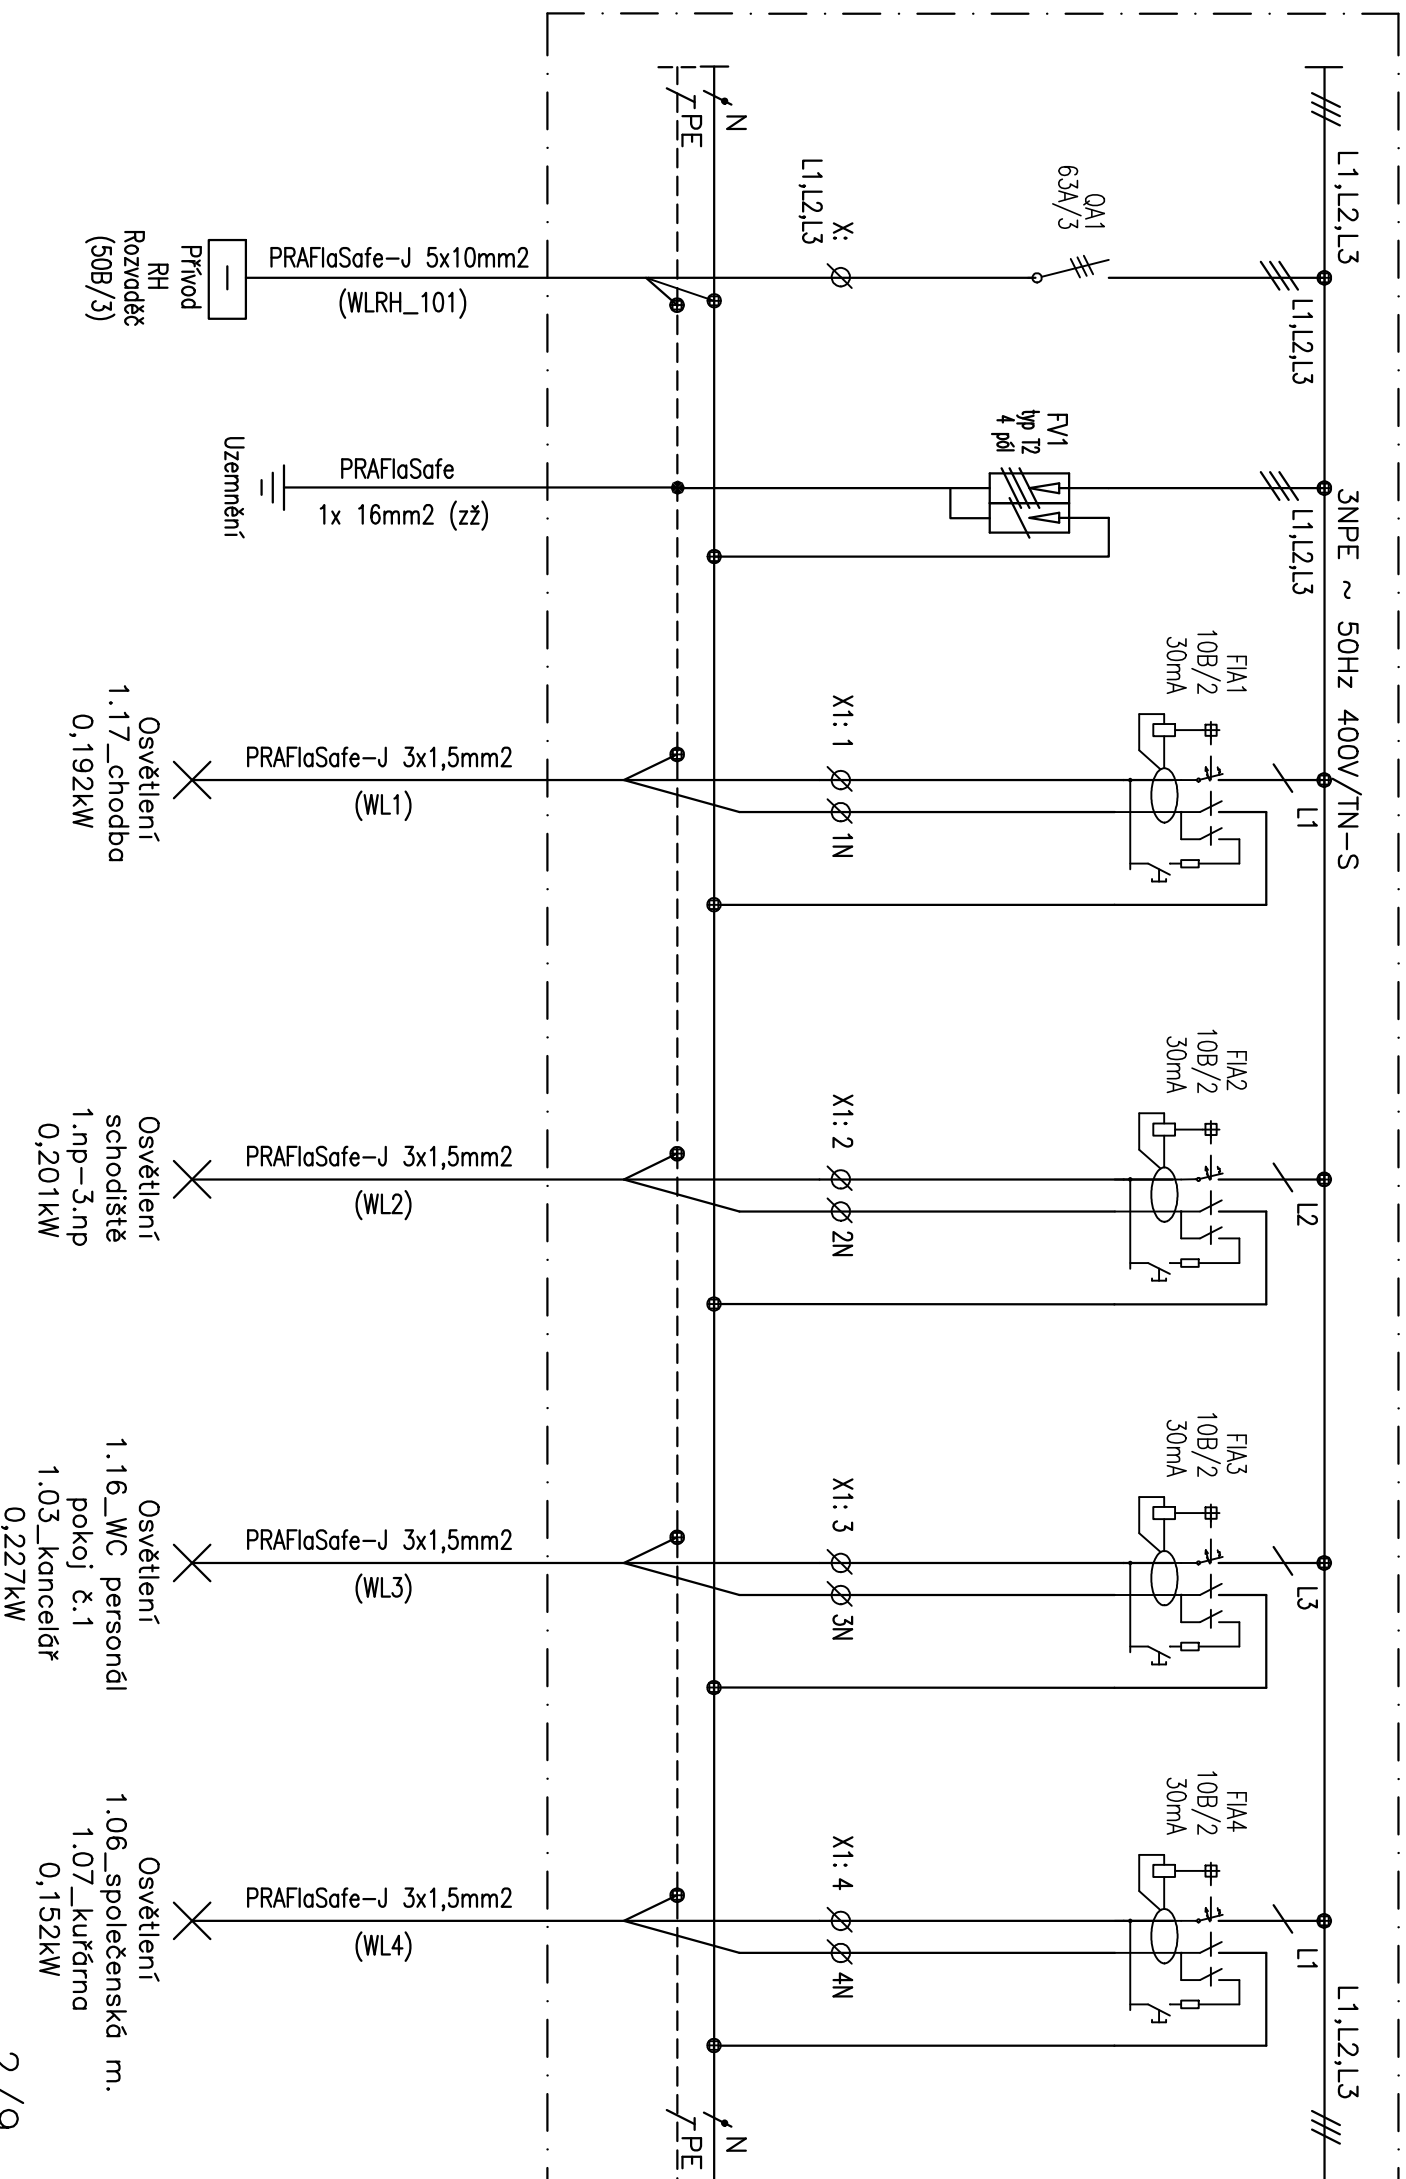 L1,L2,L3
3NPE ~ 50Hz 400V/TN-S
L1,L2,L3
N
PE
N
PE
L1,L2,L3
QA1
63A/3
X:
L1,L2,L3
PRAFlaSafe-J 5x10mm2
(WLRH_101)
Přívod
RH
Rozvaděč
(50B/3)
L1,L2,L3
FV1
typ T2
4 pól
PRAFlaSafe
1x 16mm2 (zž)
Uzemnění
L1
FIA1
10B/2
30mA
X1: 1
1N
PRAFlaSafe-J 3x1,5mm2
(WL1)
Osvětlení
1.17_chodba
0,192kW
L2
FIA2
10B/2
30mA
X1: 2
2N
PRAFlaSafe-J 3x1,5mm2
(WL2)
Osvětlení
schodiště
1.np-3.np
0,201kW
L3
FIA3
10B/2
30mA
X1: 3
3N
PRAFlaSafe-J 3x1,5mm2
(WL3)
Osvětlení
1.16_WC personál
pokoj č.1
1.03_kancelář
0,227kW
L1
FIA4
10B/2
30mA
X1: 4
4N
PRAFlaSafe-J 3x1,5mm2
(WL4)
Osvětlení
1.06_společenská m.
1.07_kuřárna
0,152kW